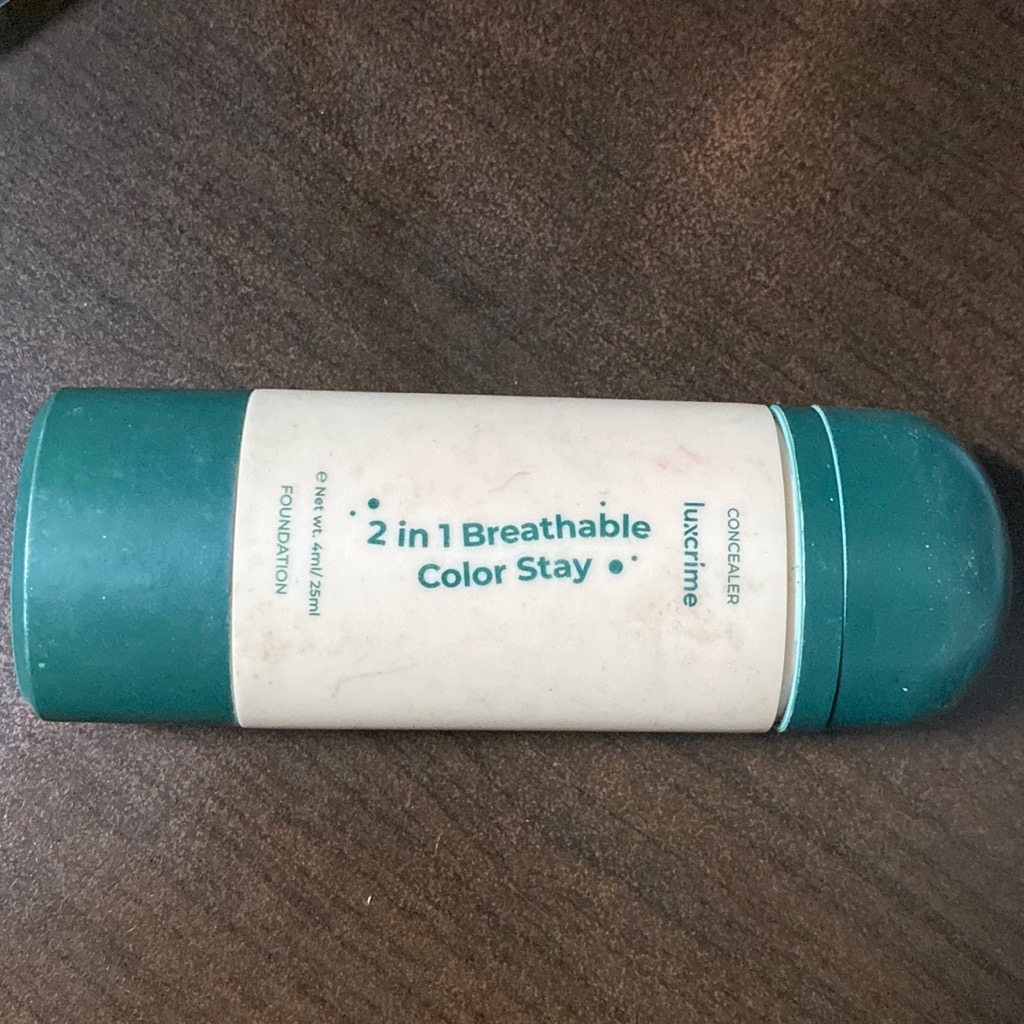 CONCEALER
luxcrime
2 in 1 Breathable
Color Stay
℮ Net wt. 4ml/ 25ml
FOUNDATION